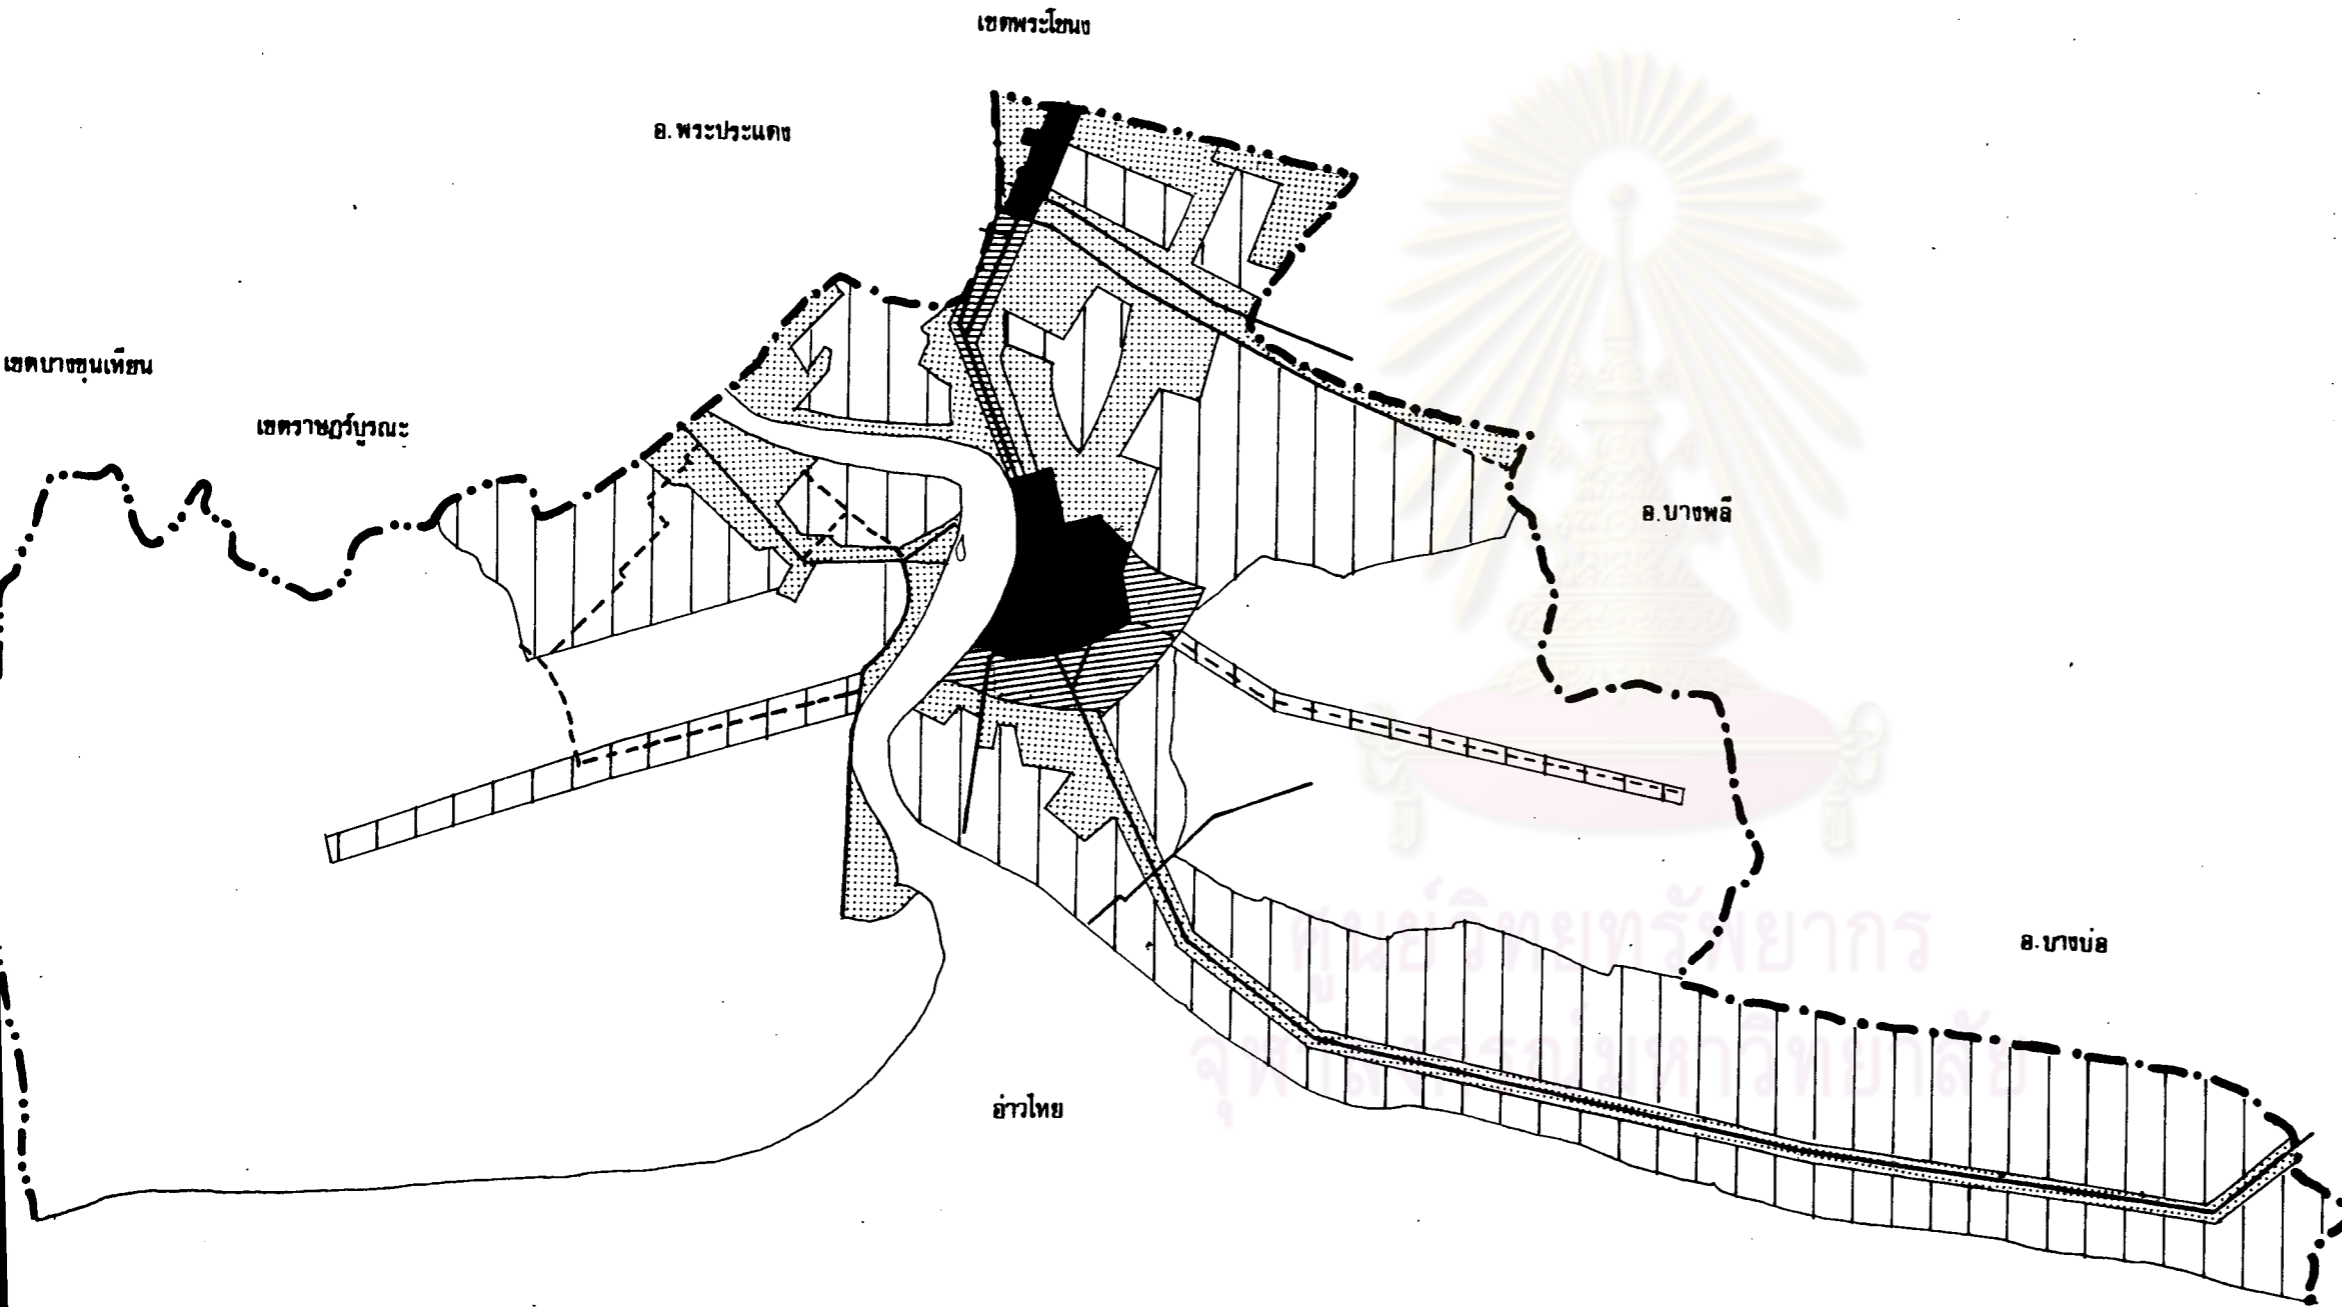 เขตพระโขนง
อ.พระประแดง
เขตบางขุนเทียน
เขตราษฎร์บูรณะ
อ.บางพลี
ศูนย์วิทยทรัพยากร
อ.บางบ่อ
จุฬาลงกรณ์มหาวิทยาลัย
อ่าวไทย